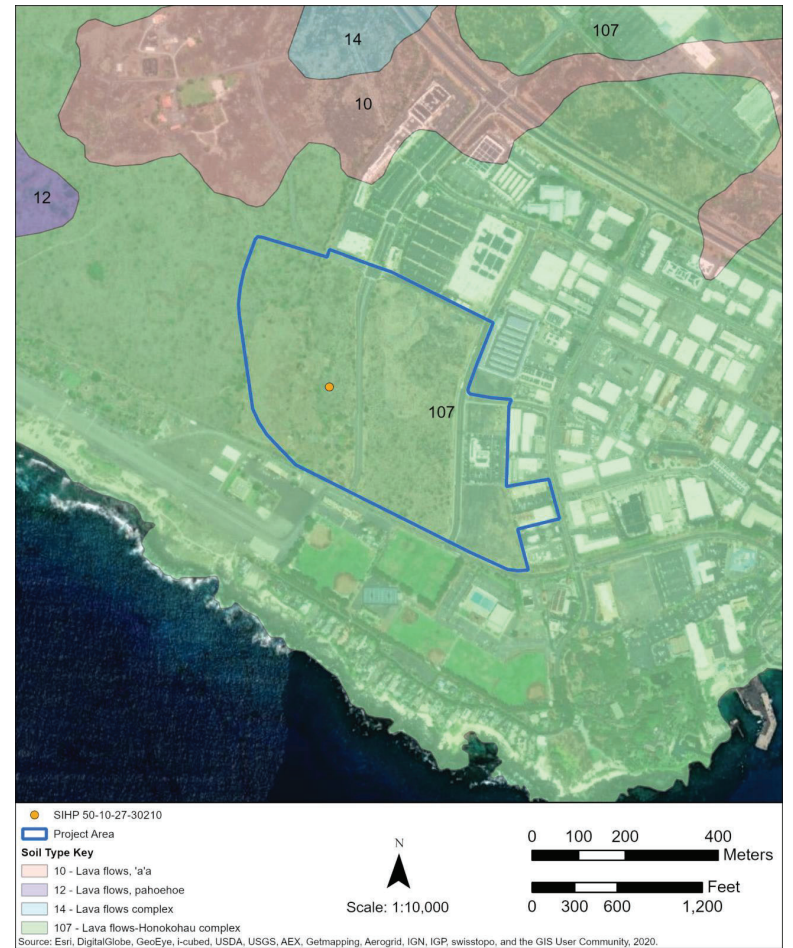 107
14
10
12
107
SIHP 50-10-27-30210
Project Area
Soil Type Key
10 - Lava flows, 'a'a
12 - Lava flows, pahoehoe
14 - Lava flows complex
107 - Lava flows-Honokohau complex
N
Scale: 1:10,000
0 100 200 400
Meters
Feet
0 300 600 1,200
Source: Esri, DigitalGlobe, GeoEye, i-cubed, USDA, USGS, AEX, Getmapping, Aerogrid, IGN, IGP, swisstopo, and the GIS User Community, 2020.